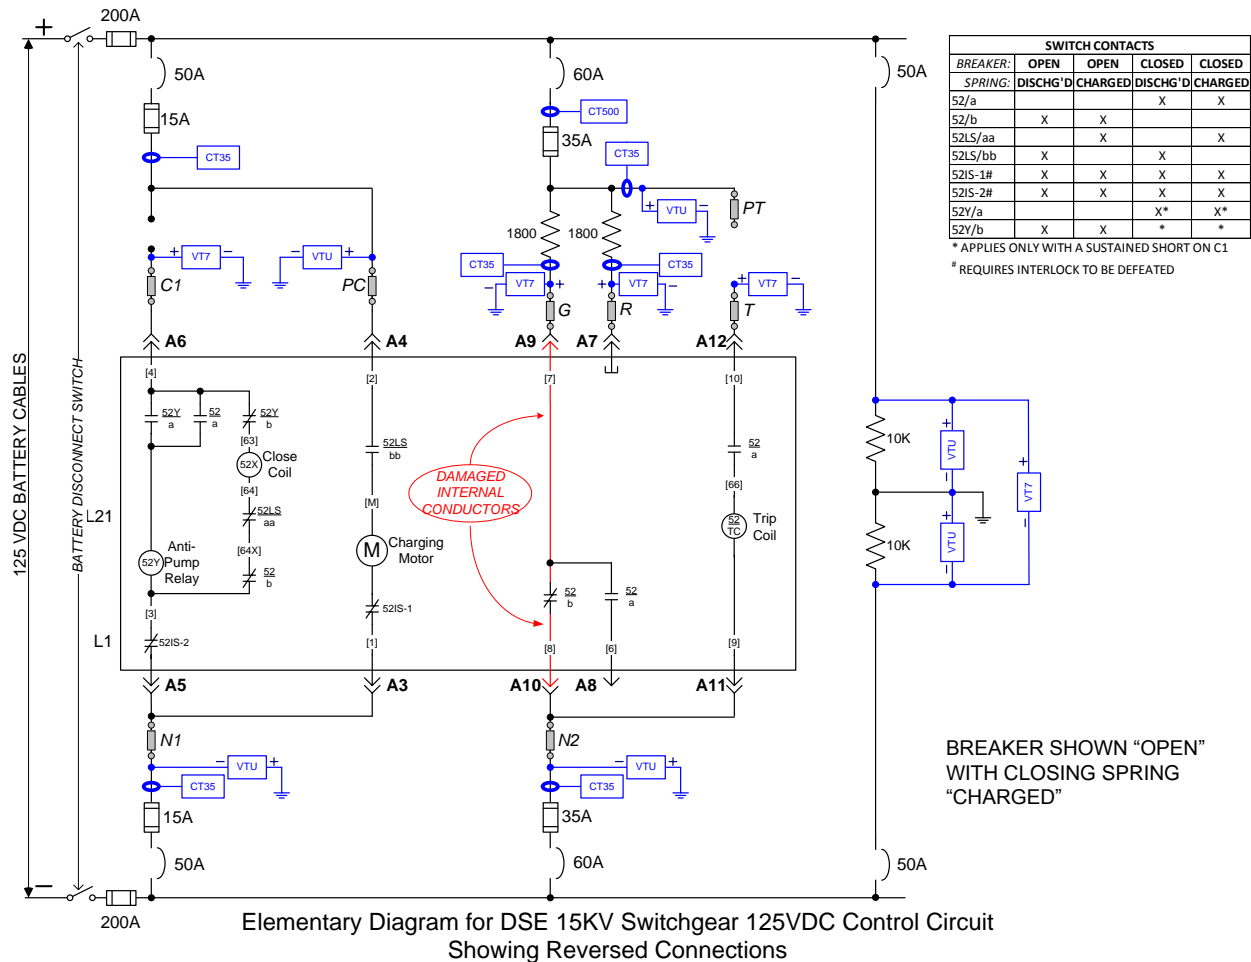 200A
+
50A
60A
50A
15A
35A
CT500
CT35
CT35
SWITCH CONTACTS
BREAKER: OPEN OPEN CLOSED CLOSED
SPRING: DISCHG'D CHARGED DISCHG'D CHARGED
52/a X X
52/b X X
52LS/aa X X
52LS/bb X X
52IS-1# X X X X
52IS-2# X X X X
52Y/a X* X*
52Y/b X X * *
* APPLIES ONLY WITH A SUSTAINED SHORT ON C1
# REQUIRES INTERLOCK TO BE DEFEATED
PT
+ VTU −
1800 1800
+ VT7 −
VTU +
CT35 CT35
− VT7 +
+ VT7 −
+ VT7 −
C1 PC G R T
A6 A4 A9 A7 A12
[4] [2] [7] [10]
52Y
a
52
a
52Y
b
[63]
52X
Close
Coil
[64]
52LS
aa
[64X]
52
b
52Y
Anti-
Pump
Relay
[3]
52IS-2
52LS
bb
[M]
M
Charging
Motor
52IS-1
[1]
DAMAGED
INTERNAL
CONDUCTORS
52
b
[8]
52
a
[6]
52
a
[66]
52
TC
Trip
Coil
[9]
L21
L1
125 VDC BATTERY CABLES
BATTERY DISCONNECT SWITCH
10K
10K
+ VTU −
+ VTU −
+ VT7 −
A5 A3 A10 A8 A11
N1 N2
− VTU +
− VTU +
CT35 CT35
15A 35A
50A 60A 50A
−
200A
BREAKER SHOWN “OPEN”
WITH CLOSING SPRING
“CHARGED”
Elementary Diagram for DSE 15KV Switchgear 125VDC Control Circuit
Showing Reversed Connections